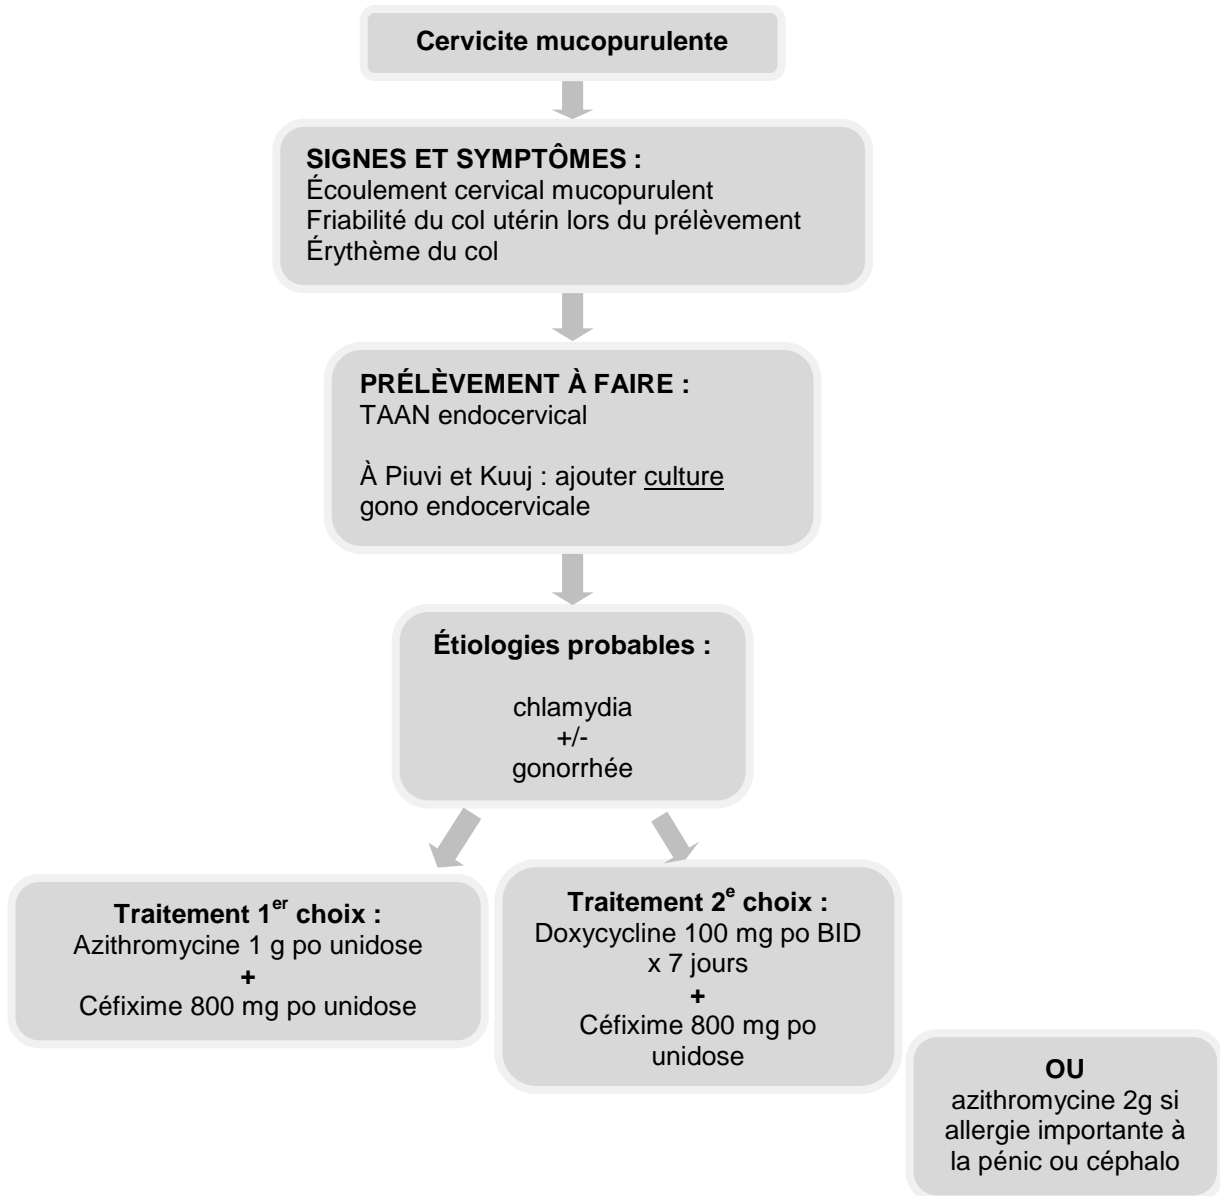 Cervicite mucopurulente
SIGNES ET SYMPTÔMES :
Écoulement cervical mucopurulent
Friabilité du col utérin lors du prélèvement
Érythème du col
PRÉLÈVEMENT À FAIRE :
TAAN endocervical
À Piuvi et Kuuj : ajouter culture
gono endocervicale
Étiologies probables :
chlamydia
+/-
gonorrhée
Traitement 1er choix :
Azithromycine 1 g po unidose
+
Céfixime 800 mg po unidose
Traitement 2e choix :
Doxycycline 100 mg po BID
x 7 jours
+
Céfixime 800 mg po
unidose
OU
azithromycine 2g si
allergie importante à
la pénic ou céphalo